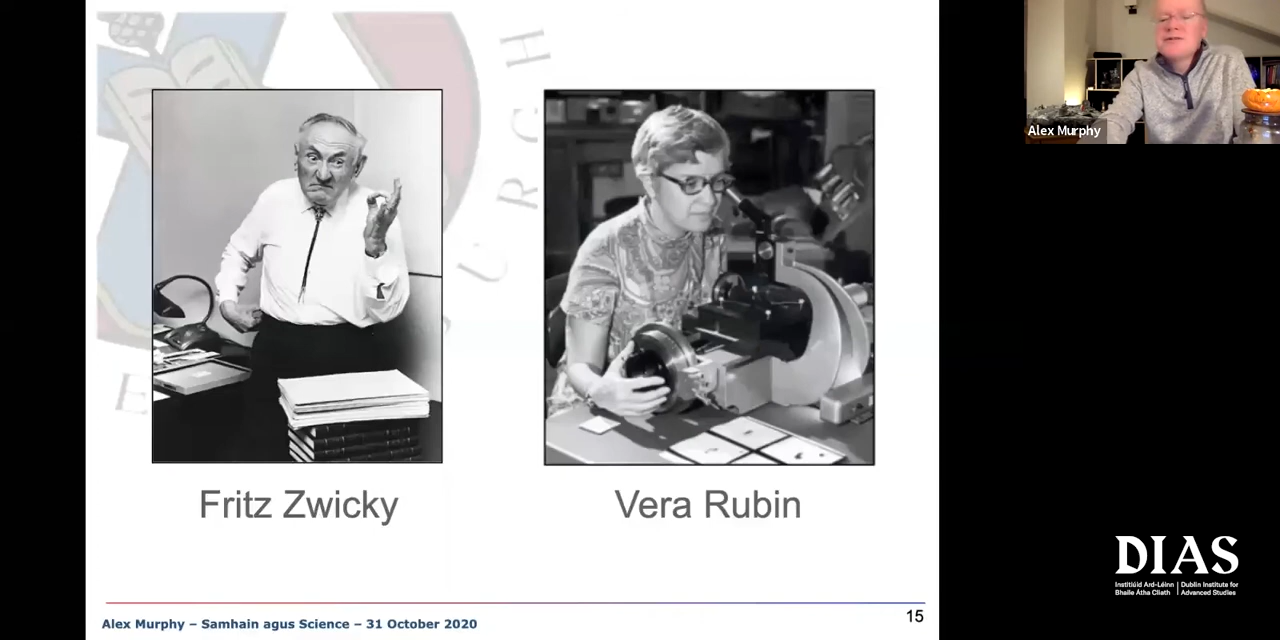 Alex Murphy
Fritz Zwicky
Vera Rubin
Alex Murphy – Samhain agus Science – 31 October 2020
15
DIAS
Institiúid Ard-Léinn
Bhaile Átha Cliath
Dublin Institute for
Advanced Studies